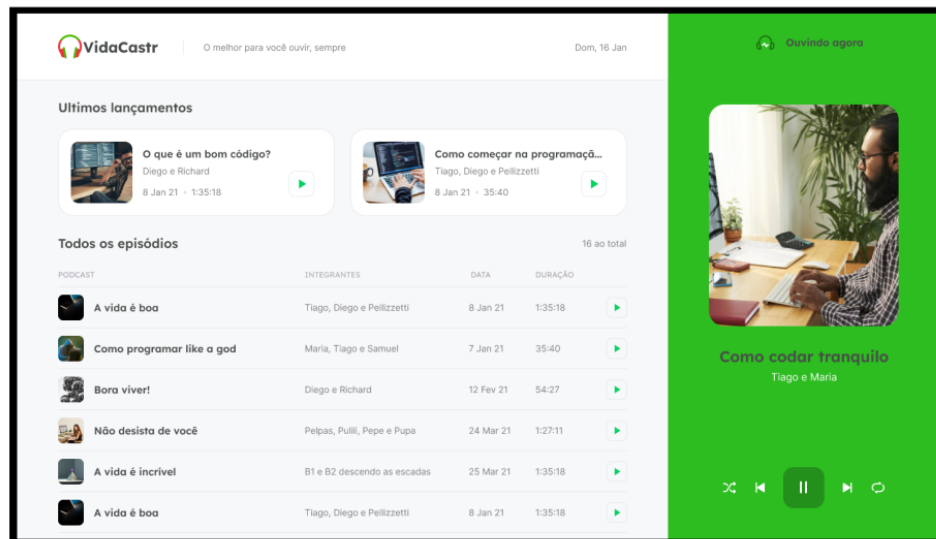 VidaCastr
O melhor para você ouvir, sempre
Dom, 16 Jan
Ultimos lançamentos
O que é um bom código?
Diego e Richard
8 Jan 21 • 1:35:18
Como começar na programaçã...
Tiago, Diego e Pellizzetti
8 Jan 21 • 35:40
Todos os episódios
16 ao total
PODCAST INTEGRANTES DATA DURAÇÃO
A vida é boa Tiago, Diego e Pellizzetti 8 Jan 21 1:35:18
Como programar like a god Maria, Tiago e Samuel 7 Jan 21 35:40
Bora viver! Diego e Richard 12 Fev 21 54:27
Não desista de você Pelpas, Pulili, Pepe e Pupa 24 Mar 21 1:27:11
A vida é incrivel B1 e B2 descendo as escadas 25 Mar 21 1:35:18
A vida é boa Tiago, Diego e Pellizzetti 8 Jan 21 1:35:18
Ouvindo agora
Como codar tranquilo
Tiago e Maria